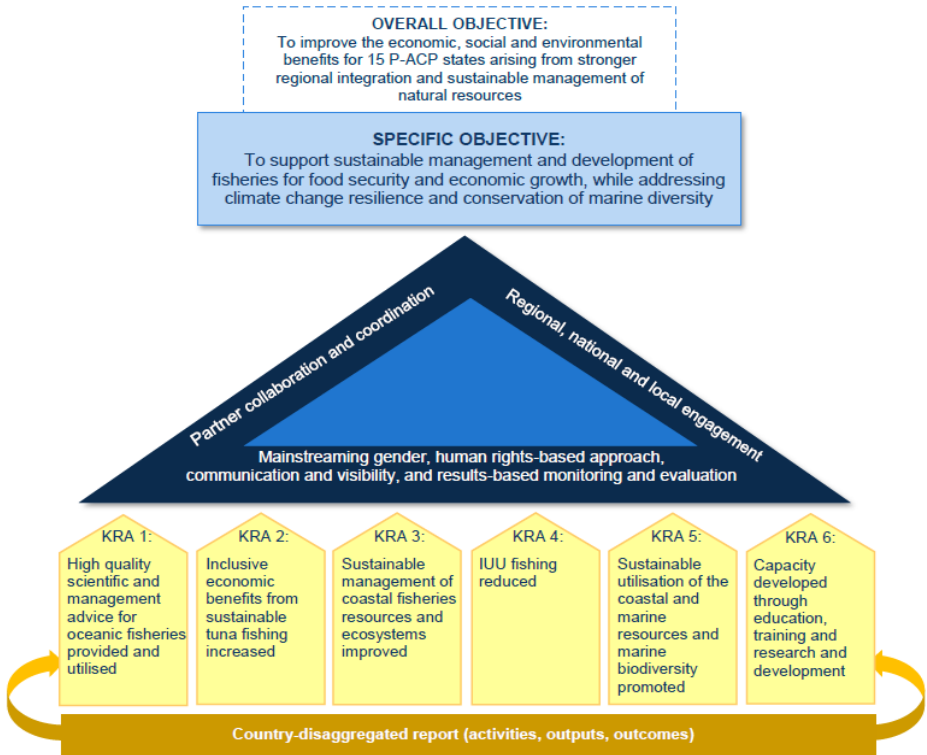 OVERALL OBJECTIVE:
To improve the economic, social and environmental
benefits for 15 P-ACP states arising from stronger
regional integration and sustainable management of
natural resources
SPECIFIC OBJECTIVE:
To support sustainable management and development of
fisheries for food security and economic growth, while addressing
climate change resilience and conservation of marine diversity
Partner collaboration and coordination
Regional, national and local engagement
Mainstreaming gender, human rights-based approach,
communication and visibility, and results-based monitoring and evaluation
KRA 1:
High quality
scientific and
management
advice for
oceanic fisheries
provided and
utilised
KRA 2:
Inclusive
economic
benefits from
sustainable
tuna fishing
increased
KRA 3:
Sustainable
management of
coastal fisheries
resources and
ecosystems
improved
KRA 4:
IUU fishing
reduced
KRA 5:
Sustainable
utilisation of the
coastal and
marine
resources and
marine
biodiversity
promoted
KRA 6:
Capacity
developed
through
education,
training and
research and
development
Country-disaggregated report (activities, outputs, outcomes)